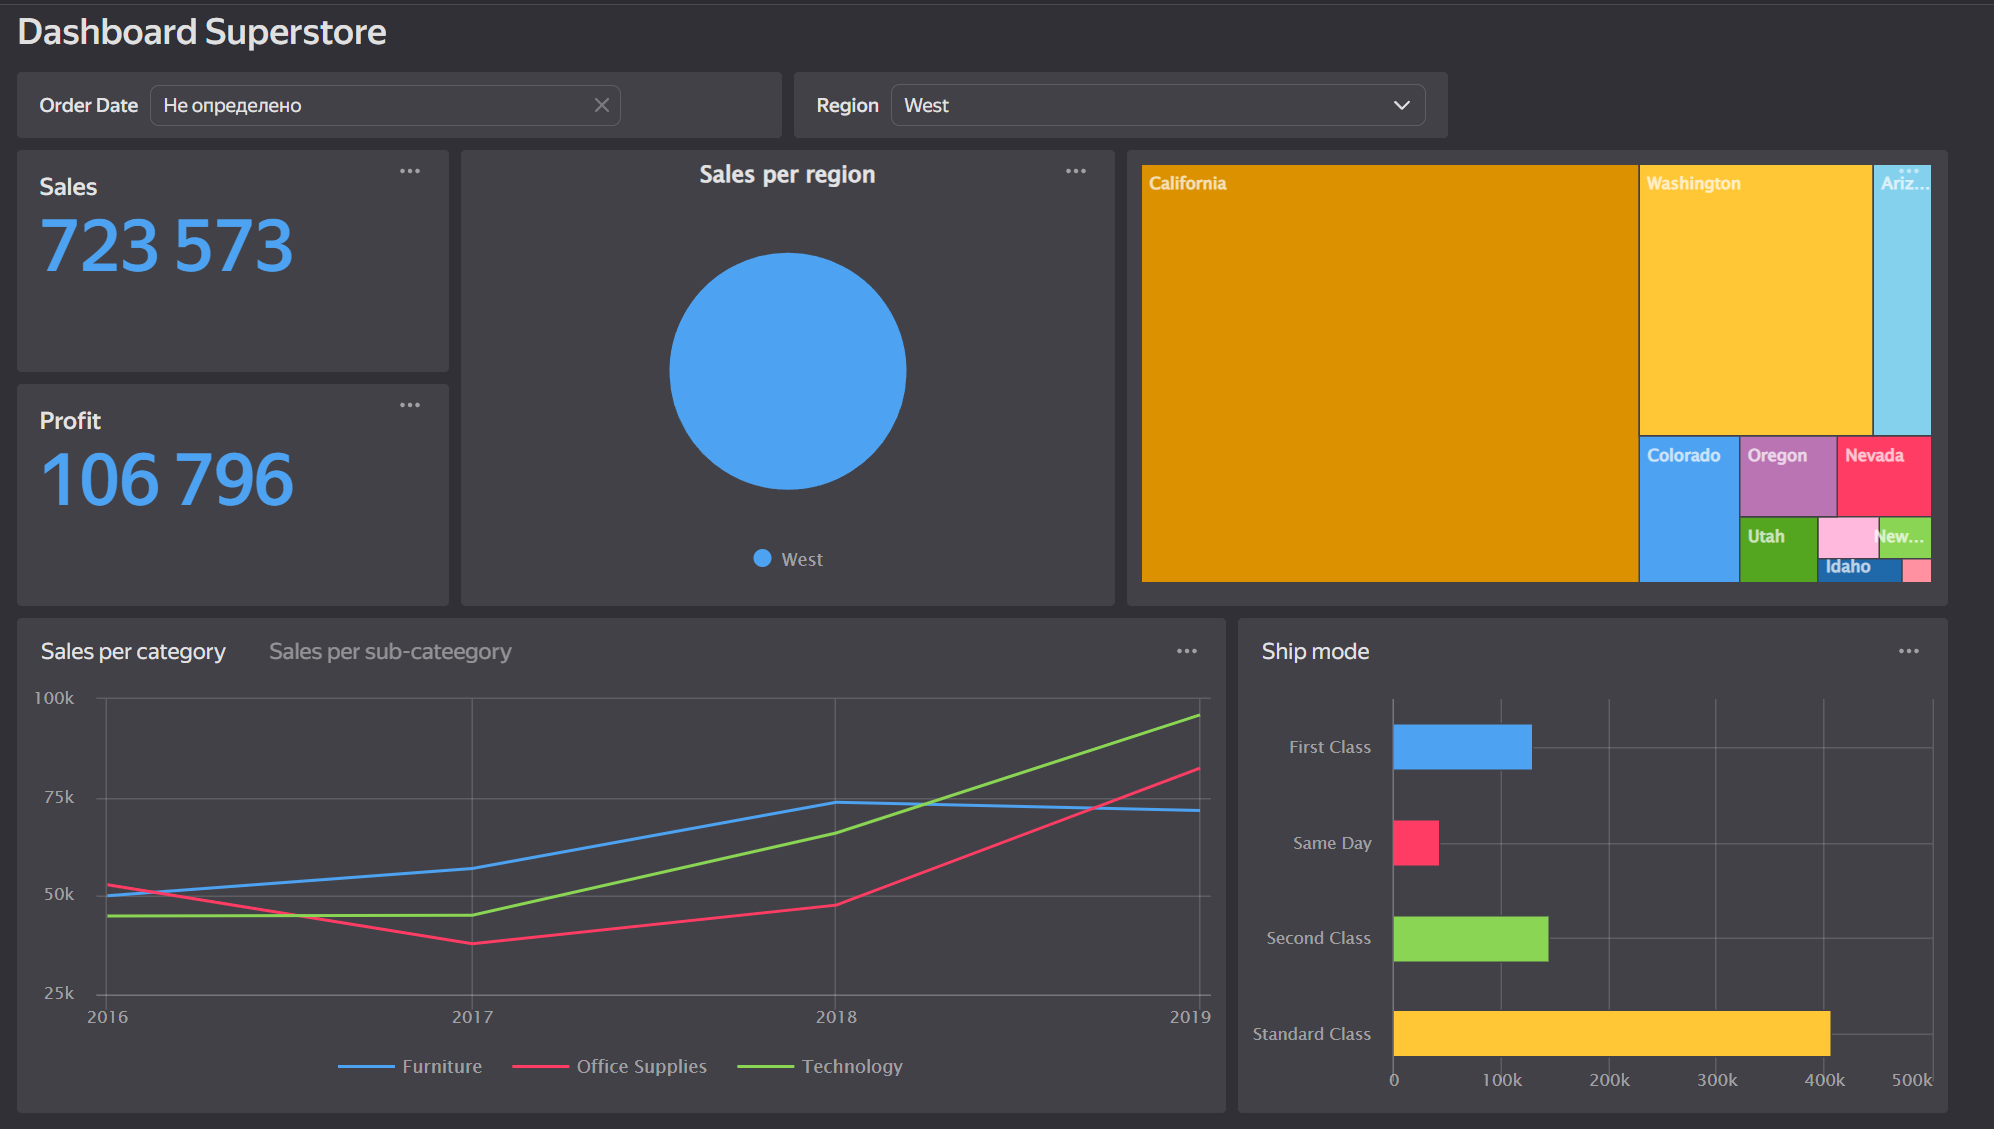 Dashboard Superstore
Order Date Не определено
Region West
Sales
723 573
Profit
106 796
Sales per region
West
California
Washington
Ariz...
Colorado
Oregon
Nevada
Utah
New...
Idaho
Sales per category Sales per sub-cateegory
100k
75k
50k
25k
2016 2017 2018 2019
Furniture Office Supplies Technology
Ship mode
First Class
Same Day
Second Class
Standard Class
0 100k 200k 300k 400k 500k